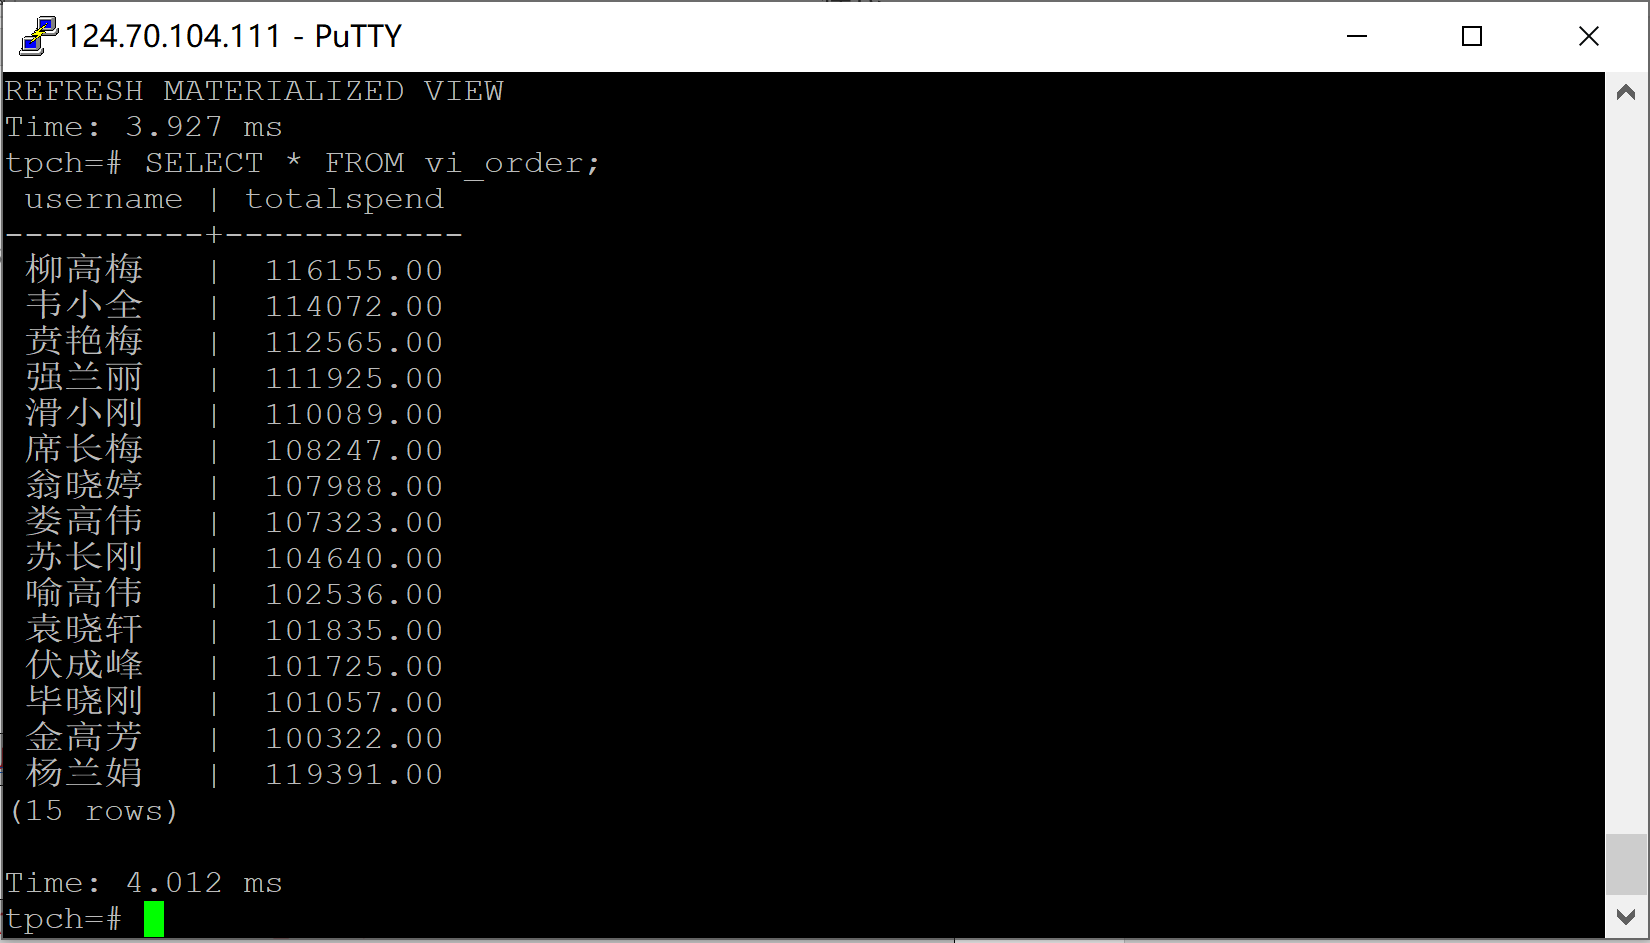 124.70.104.111 - PuTTY
REFRESH MATERIALIZED VIEW
Time: 3.927 ms
tpch=# SELECT * FROM vi_order;
 username | totalspend
----------+------------
 柳高梅   |  116155.00
 韦小全   |  114072.00
 贲艳梅   |  112565.00
 强兰丽   |  111925.00
 滑小刚   |  110089.00
 席长梅   |  108247.00
 翁晓婷   |  107988.00
 娄高伟   |  107323.00
 苏长刚   |  104640.00
 喻高伟   |  102536.00
 袁晓轩   |  101835.00
 伏成峰   |  101725.00
 毕晓刚   |  101057.00
 金高芳   |  100322.00
 杨兰娟   |  119391.00
(15 rows)
Time: 4.012 ms
tpch=#